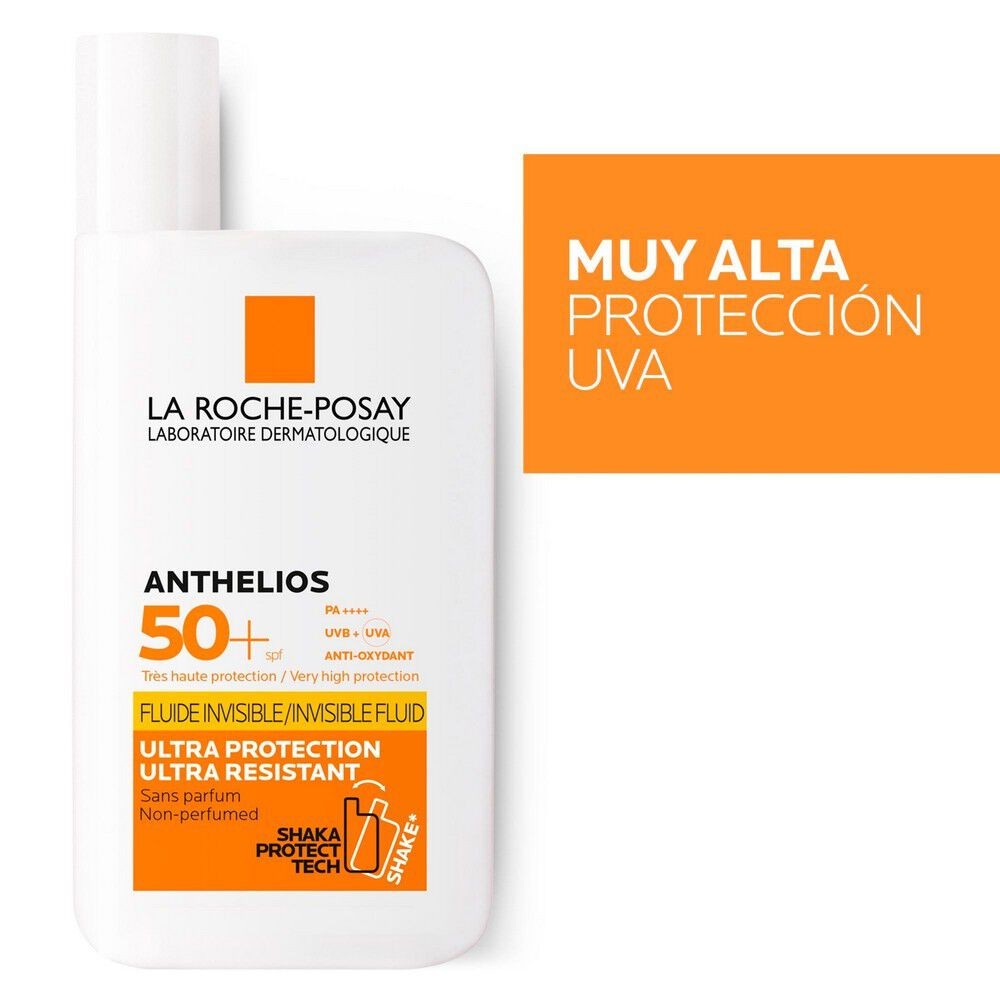 LA ROCHE-POSAY
LABORATOIRE DERMATOLOGIQUE
ANTHELIOS
50+ spf
PA ++++
UVB + UVA
ANTI-OXYDANT
Très haute protection / Very high protection
FLUIDE INVISIBLE/INVISIBLE FLUID
ULTRA PROTECTION
ULTRA RESISTANT
Sans parfum
Non-perfumed
SHAKA
PROTECT
TECH
SHAKE*
MUY ALTA
PROTECCIÓN
UVA